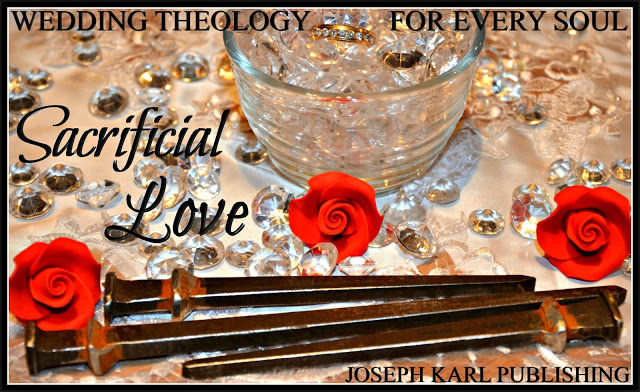 WEDDING THEOLOGY FOR EVERY SOUL
Sacrificial
Love
JOSEPH KARL PUBLISHING